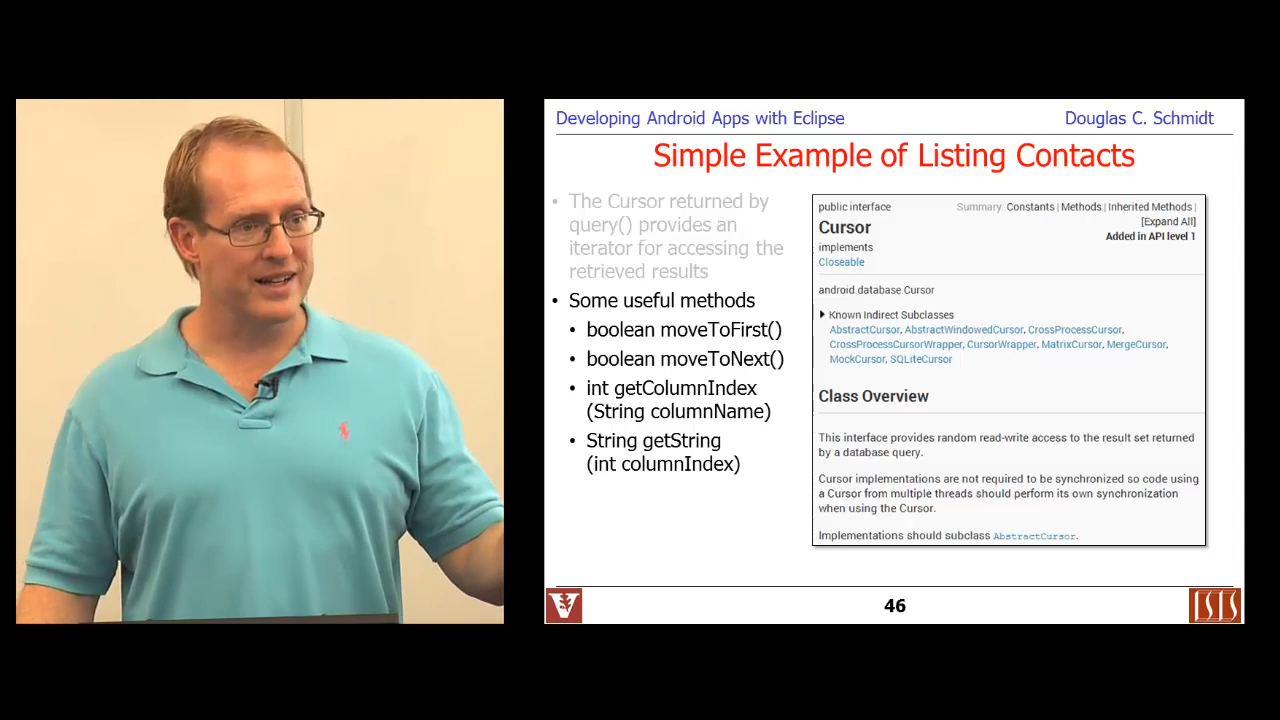 Developing Android Apps with Eclipse
Douglas C. Schmidt
Simple Example of Listing Contacts
• The Cursor returned by
query() provides an
iterator for accessing the
retrieved results
• Some useful methods
• boolean moveToFirst()
• boolean moveToNext()
• int getColumnIndex
(String columnName)
• String getString
(int columnIndex)
public interface
Summary: Constants | Methods | Inherited Methods |
[Expand All]
Cursor
Added in API level 1
implements
Closeable
android.database.Cursor
Known Indirect Subclasses
AbstractCursor, AbstractWindowedCursor, CrossProcessCursor,
CrossProcessCursorWrapper, CursorWrapper, MatrixCursor, MergeCursor,
MockCursor, SQLiteCursor
Class Overview
This interface provides random read-write access to the result set returned
by a database query.
Cursor implementations are not required to be synchronized so code using
a Cursor from multiple threads should perform its own synchronization
when using the Cursor.
Implementations should subclass AbstractCursor.
V
46
ISIS